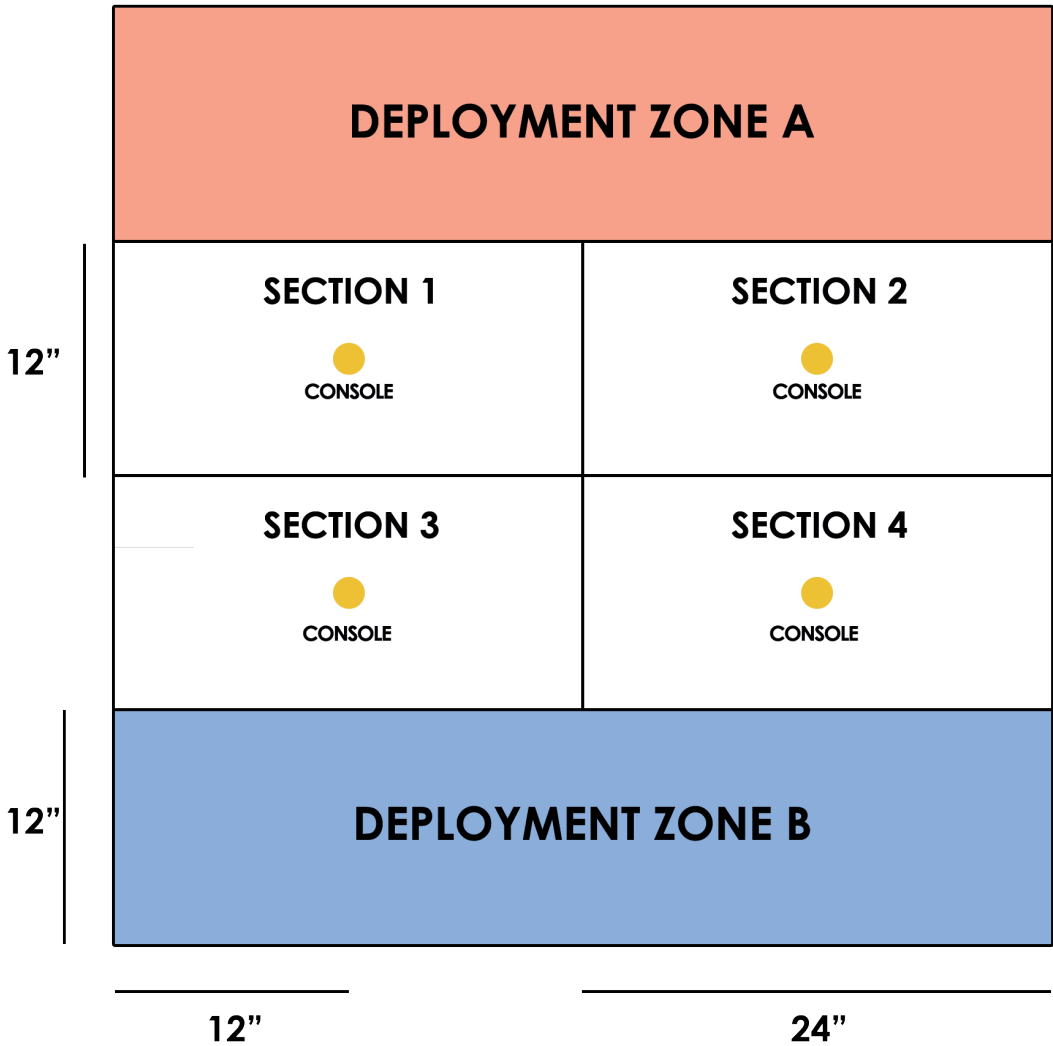 DEPLOYMENT ZONE A
SECTION 1
SECTION 2
12”
CONSOLE
CONSOLE
SECTION 3
SECTION 4
CONSOLE
CONSOLE
12”
DEPLOYMENT ZONE B
12”
24”